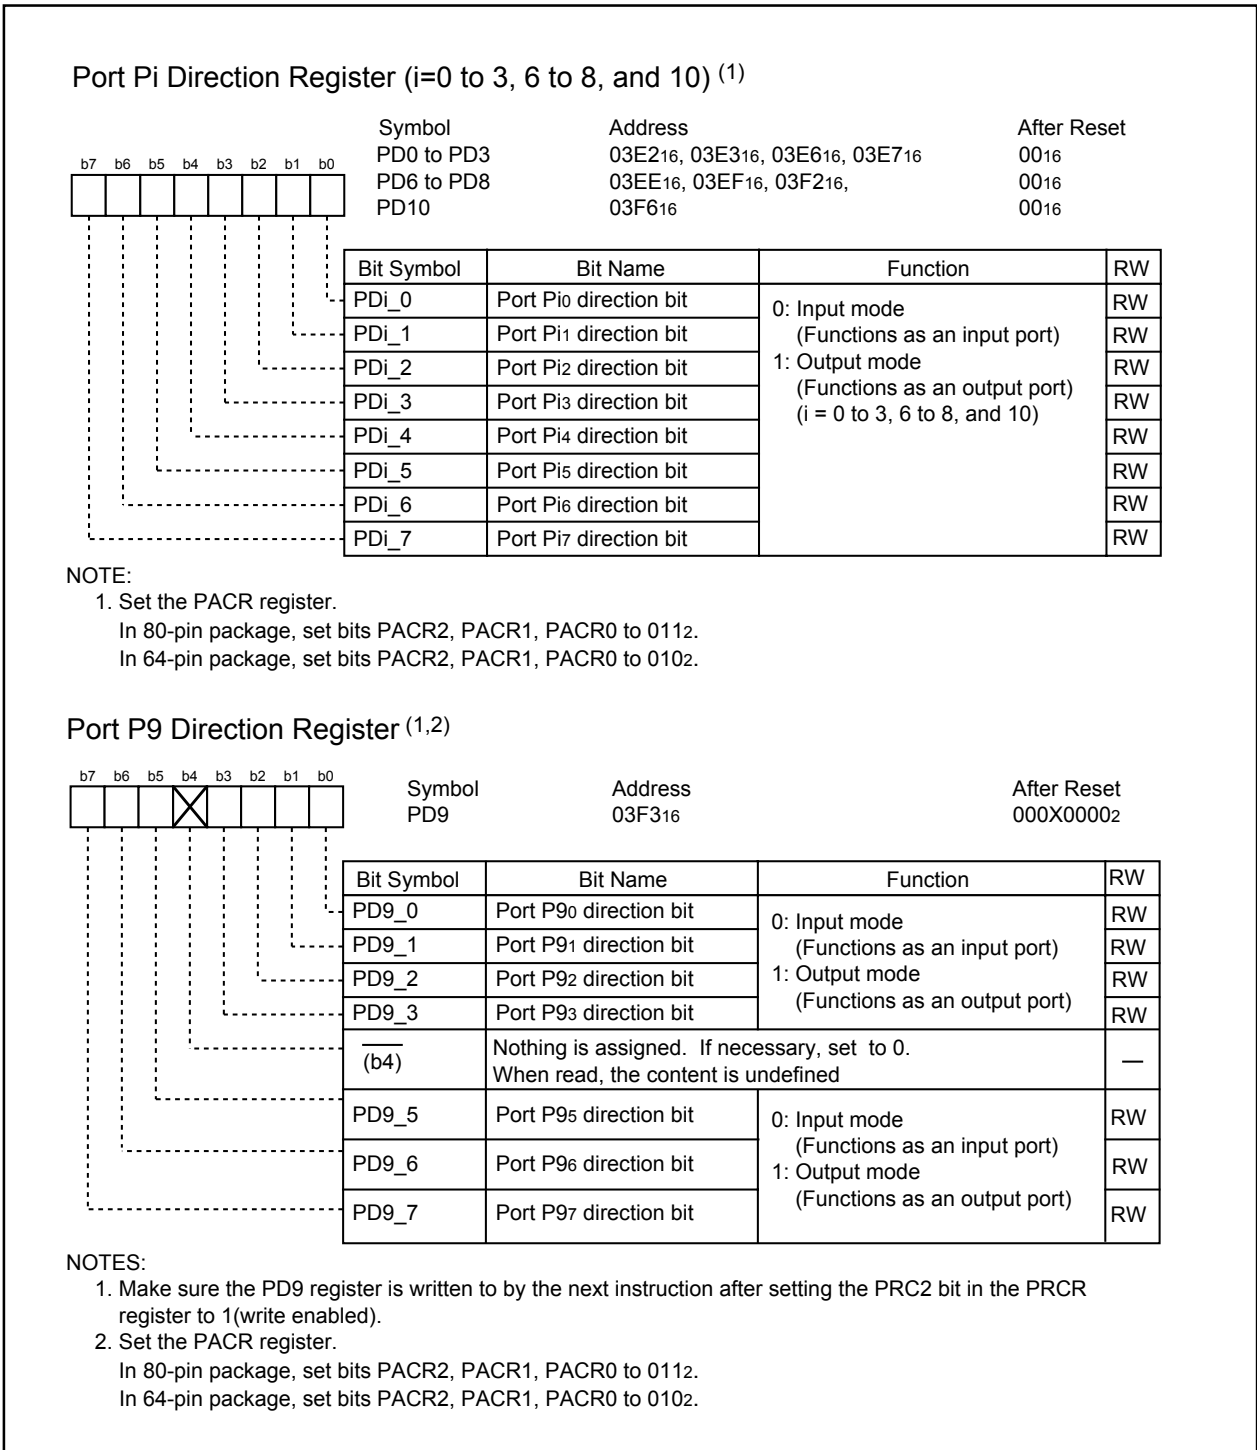 Port Pi Direction Register (i=0 to 3, 6 to 8, and 10) (1)
Symbol Address After Reset
PD0 to PD3 03E216, 03E316, 03E616, 03E716 0016
PD6 to PD8 03EE16, 03EF16, 03F216, 0016
PD10 03F616 0016
b7 b6 b5 b4 b3 b2 b1 b0
Bit Symbol Bit Name Function RW
PDi_0 Port Pi0 direction bit RW
PDi_1 Port Pi1 direction bit RW
PDi_2 Port Pi2 direction bit RW
PDi_3 Port Pi3 direction bit RW
PDi_4 Port Pi4 direction bit RW
PDi_5 Port Pi5 direction bit RW
PDi_6 Port Pi6 direction bit RW
PDi_7 Port Pi7 direction bit RW
0: Input mode
(Functions as an input port)
1: Output mode
(Functions as an output port)
(i = 0 to 3, 6 to 8, and 10)
NOTE:
1. Set the PACR register.
In 80-pin package, set bits PACR2, PACR1, PACR0 to 0112.
In 64-pin package, set bits PACR2, PACR1, PACR0 to 0102.
Port P9 Direction Register (1,2)
b7 b6 b5 b4 b3 b2 b1 b0
Symbol Address After Reset
PD9 03F316 000X00002
Bit Symbol Bit Name Function RW
PD9_0 Port P90 direction bit RW
PD9_1 Port P91 direction bit RW
PD9_2 Port P92 direction bit RW
PD9_3 Port P93 direction bit RW
0: Input mode
(Functions as an input port)
1: Output mode
(Functions as an output port)
(b4) Nothing is assigned. If necessary, set to 0. —
When read, the content is undefined
PD9_5 Port P95 direction bit RW
PD9_6 Port P96 direction bit RW
PD9_7 Port P97 direction bit RW
0: Input mode
(Functions as an input port)
1: Output mode
(Functions as an output port)
NOTES:
1. Make sure the PD9 register is written to by the next instruction after setting the PRC2 bit in the PRCR
register to 1(write enabled).
2. Set the PACR register.
In 80-pin package, set bits PACR2, PACR1, PACR0 to 0112.
In 64-pin package, set bits PACR2, PACR1, PACR0 to 0102.